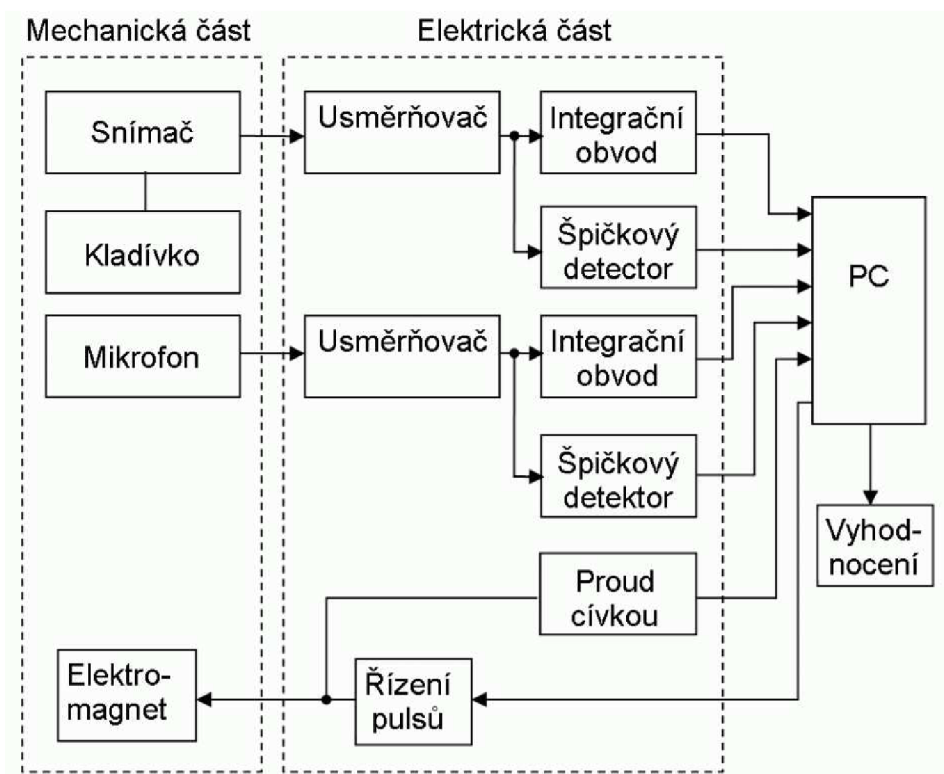 Mechanická část
Elektrická část
Snímač
Usměrňovač
Integrační
obvod
Kladívko
Špičkový
detector
PC
Mikrofon
Usměrňovač
Integrační
obvod
Špičkový
detektor
Vyhod-
nocení
Proud
cívkou
Elektro-
magnet
Řízení
pulsů